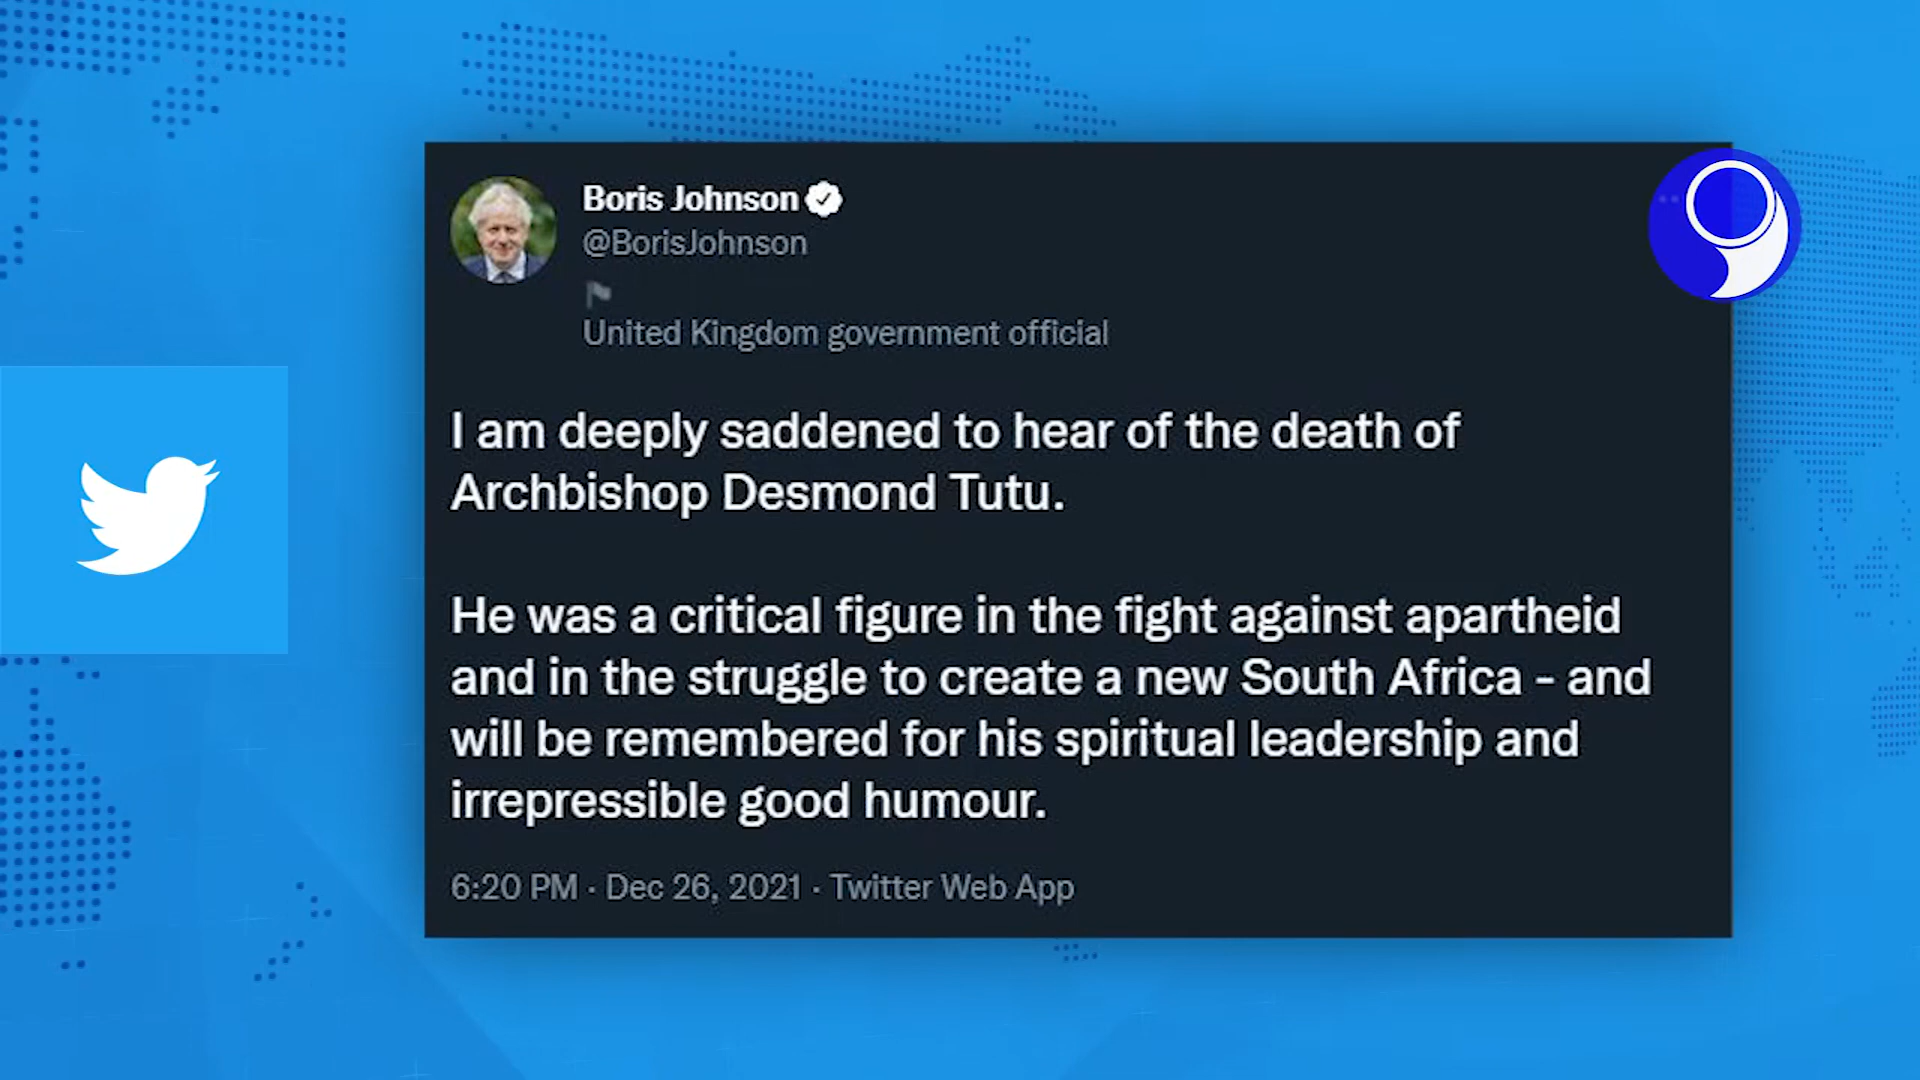 Boris Johnson
@BorisJohnson
United Kingdom government official
I am deeply saddened to hear of the death of
Archbishop Desmond Tutu.
He was a critical figure in the fight against apartheid
and in the struggle to create a new South Africa - and
will be remembered for his spiritual leadership and
irrepressible good humour.
6:20 PM · Dec 26, 2021 · Twitter Web App